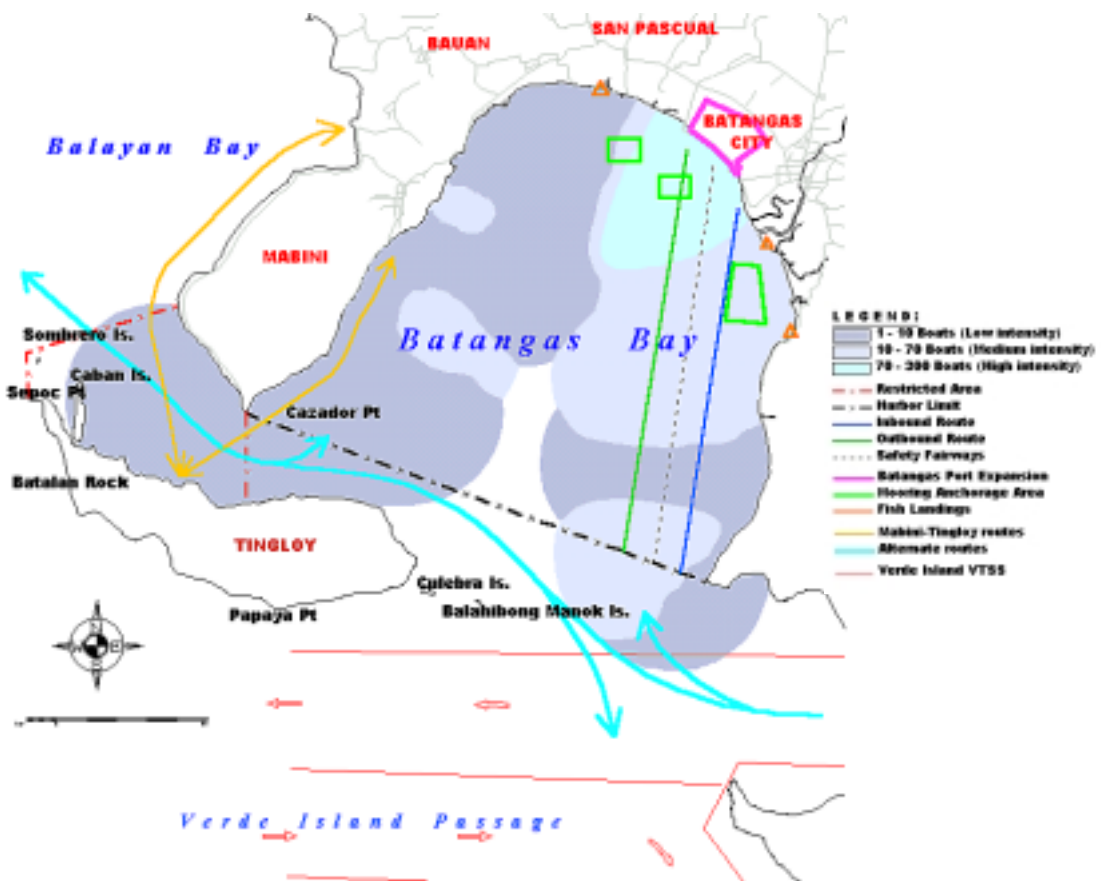 SAN PASCUAL
BAUAN
BATANGAS
CITY
Balayan Bay
MABINI
Sombrero Is.
Batangas Bay
Caban Is.
Sepoc Pt
Cazador Pt
Batalan Rock
TINGLOY
Culebra Is.
Papaya Pt
Balahibong Manok Is.
N
W E
S
Verde Island Passage
LEGEND:
1 - 10 Boats (Low intensity)
10 - 70 Boats (Medium intensity)
70 - 200 Boats (High intensity)
Restricted Area
Harbor Limit
Inbound Route
Outbound Route
Safety Fairways
Batangas Port Expansion
Mooring Anchorage Area
Fish Landings
Mabini-Tingloy routes
Alternate routes
Verde Island VTSS